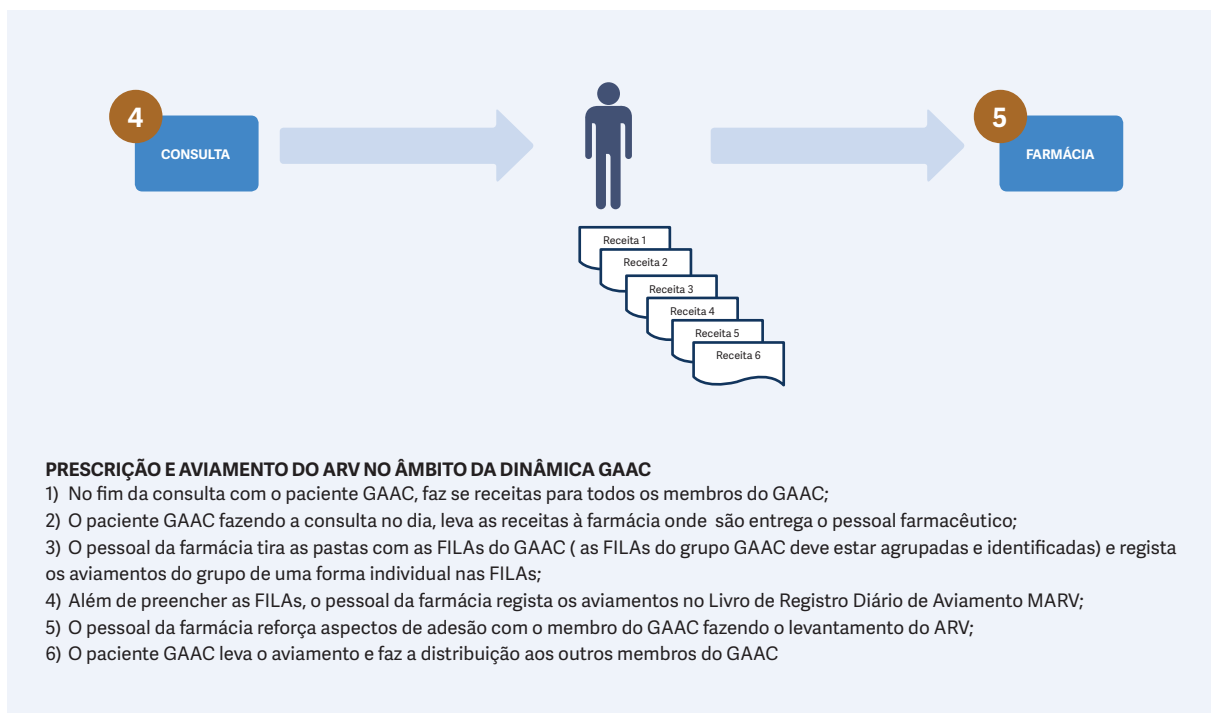 4
CONSULTA
5
FARMÁCIA
Receita 1
Receita 2
Receita 3
Receita 4
Receita 5
Receita 6
PRESCRIÇÃO E AVIAMENTO DO ARV NO ÂMBITO DA DINÂMICA GAAC
1) No fim da consulta com o paciente GAAC, faz se receitas para todos os membros do GAAC;
2) O paciente GAAC fazendo a consulta no dia, leva as receitas à farmácia onde são entrega o pessoal farmacêutico;
3) O pessoal da farmácia tira as pastas com as FILAs do GAAC ( as FILAs do grupo GAAC deve estar agrupadas e identificadas) e regista
os aviamentos do grupo de uma forma individual nas FILAs;
4) Além de preencher as FILAs, o pessoal da farmácia regista os aviamentos no Livro de Registro Diário de Aviamento MARV;
5) O pessoal da farmácia reforça aspectos de adesão com o membro do GAAC fazendo o levantamento do ARV;
6) O paciente GAAC leva o aviamento e faz a distribuição aos outros membros do GAAC